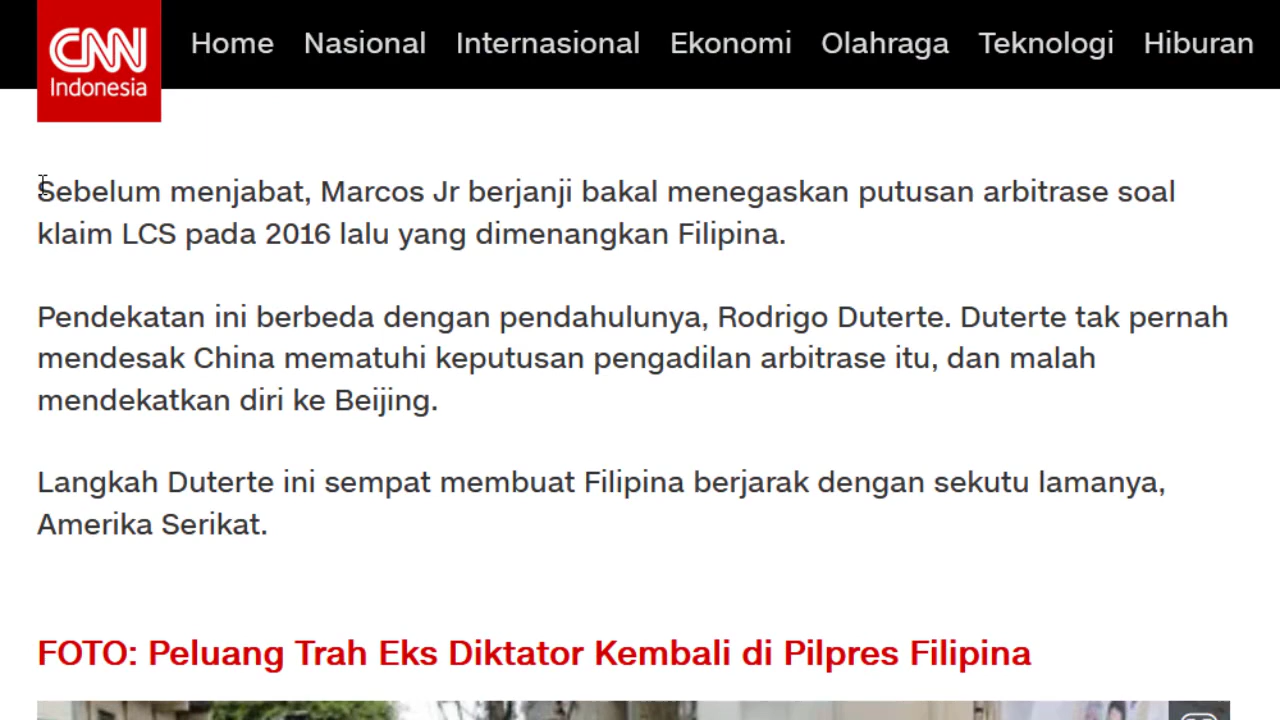 CNN
Indonesia
Home Nasional Internasional Ekonomi Olahraga Teknologi Hiburan
Sebelum menjabat, Marcos Jr berjanji bakal menegaskan putusan arbitrase soal
klaim LCS pada 2016 lalu yang dimenangkan Filipina.
Pendekatan ini berbeda dengan pendahulunya, Rodrigo Duterte. Duterte tak pernah
mendesak China mematuhi keputusan pengadilan arbitrase itu, dan malah
mendekatkan diri ke Beijing.
Langkah Duterte ini sempat membuat Filipina berjarak dengan sekutu lamanya,
Amerika Serikat.
FOTO: Peluang Trah Eks Diktator Kembali di Pilpres Filipina